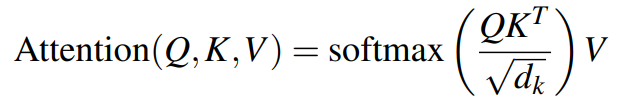 Attention(Q, K, V) = softmax(QK^T / √d_k) V